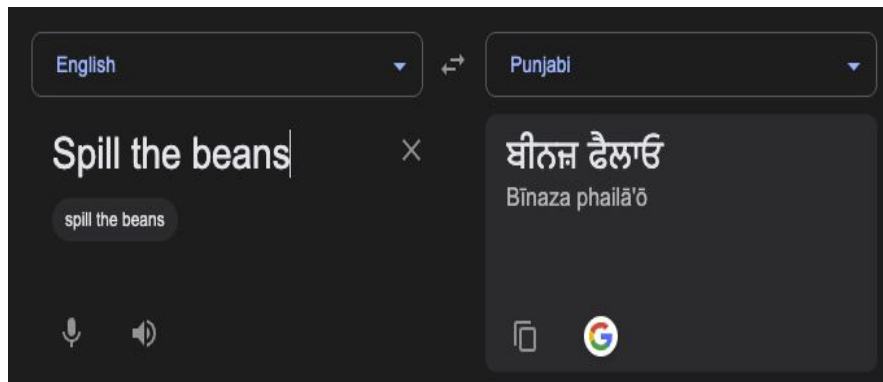 English
Punjabi
Spill the beans
spill the beans
ਬੀਨਜ਼ ਫੈਲਾਓ
Bīnaza phailā'ō